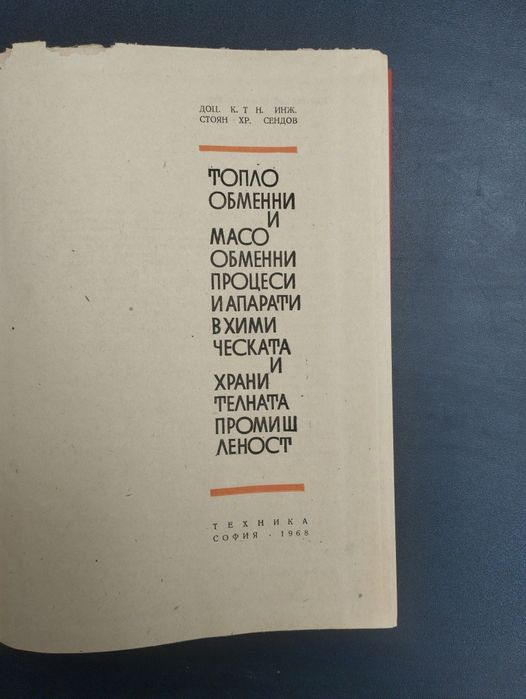 ДОЦ. К. Т Н. ИНЖ.
СТОЯН ХР. СЕНДОВ
ТОПЛО
ОБМЕННИ
И
МАСО
ОБМЕННИ
ПРОЦЕСИ
И АПАРАТИ
В ХИМИ
ЧЕСКАТА
И
ХРАНИ
ТЕЛНАТА
ПРОМИШ
ЛЕНОСТ
ТЕХНИКА
СОФИЯ · 1968